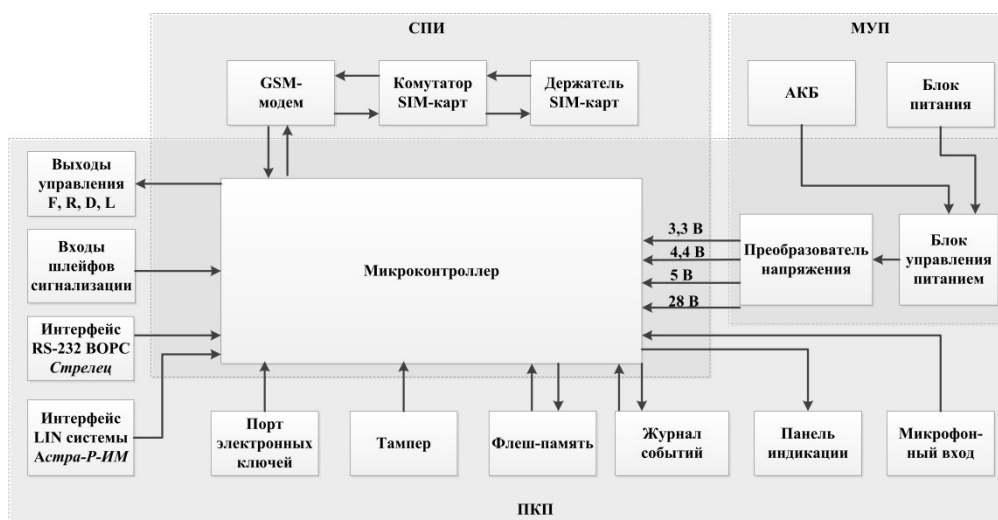 СПИ
МУП
GSM-
модем
Комутатор
SIM-карт
Держатель
SIM-карт
АКБ
Блок
питания
Выходы
управления
F, R, D, L
Входы
шлейфов
сигнализации
Интерфейс
RS-232 ВОРС
Стрелец
Интерфейс
LIN системы
Астра-Р-ИМ
Микроконтроллер
3,3 В
4,4 В
5 В
28 В
Преобразователь
напряжения
Блок
управления
питанием
Порт
электронных
ключей
Тампер
Флеш-память
Журнал
событий
Панель
индикации
Микрофон-
ный вход
ПКП